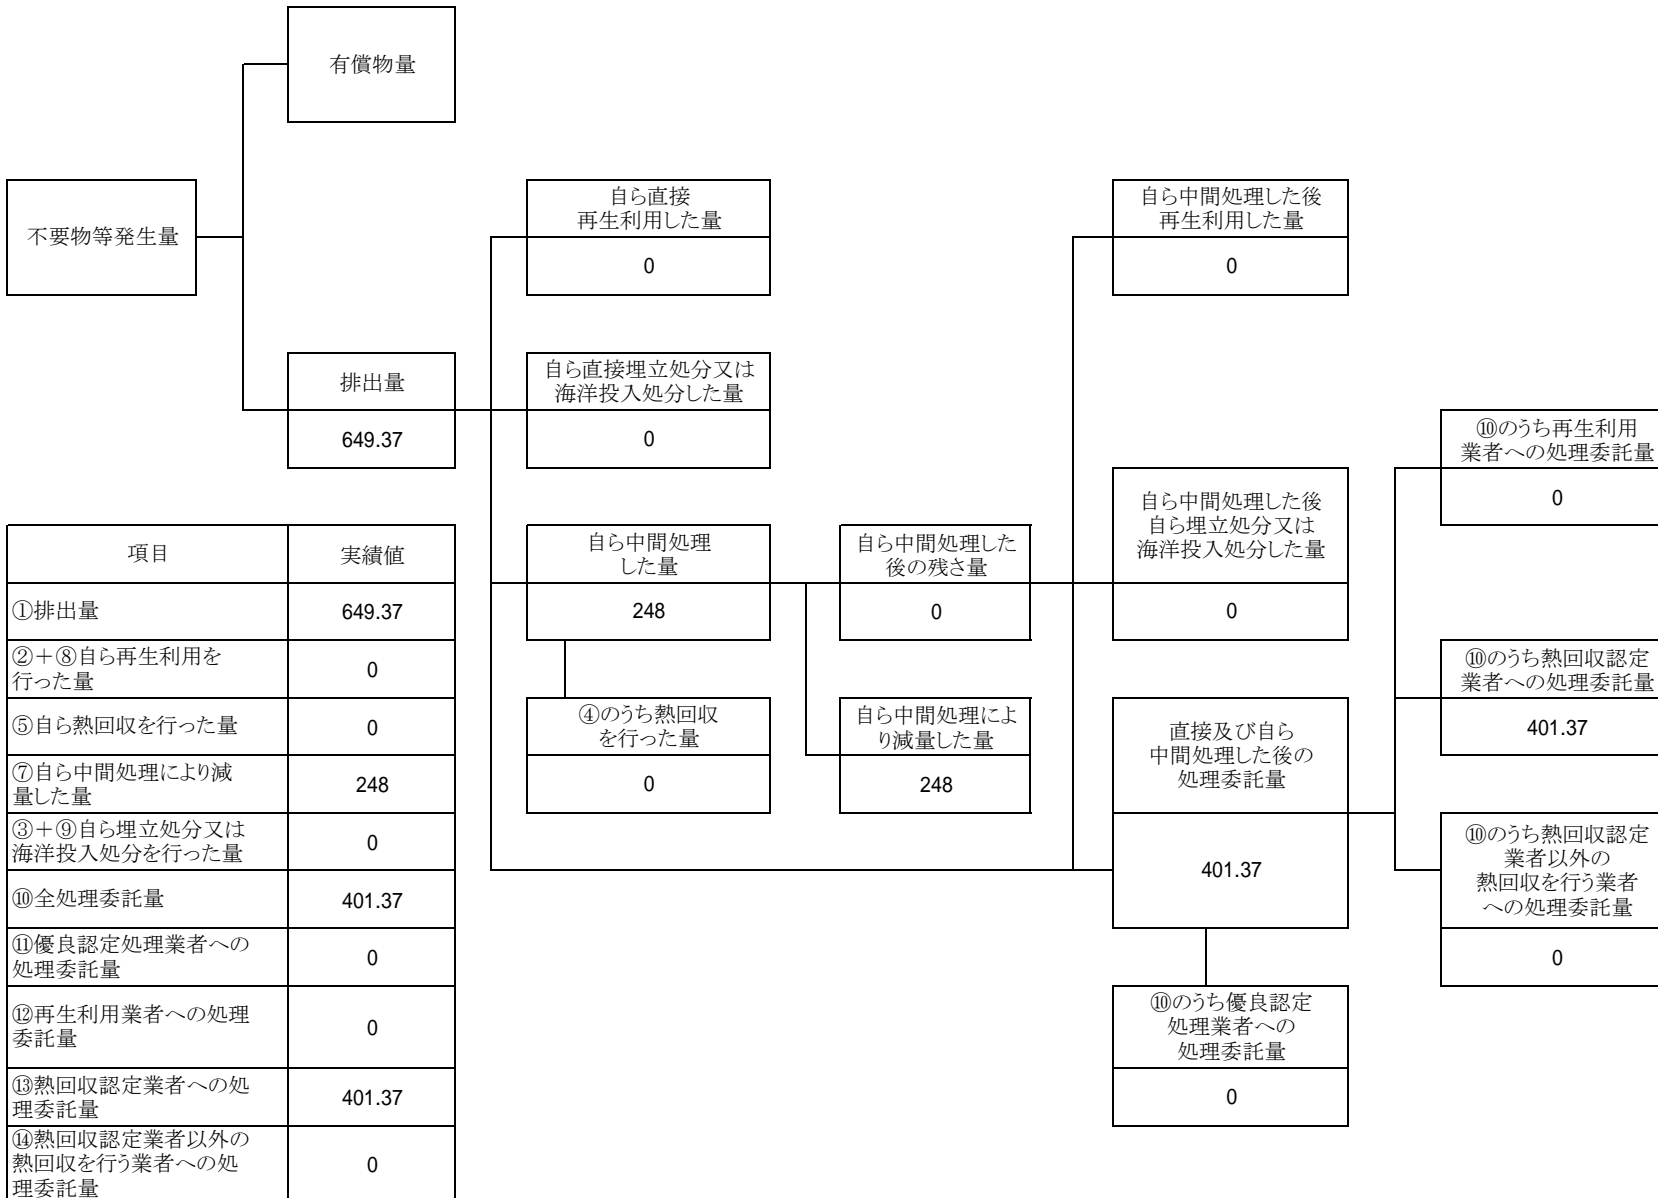 有償物量
不要物等発生量
自ら直接
再生利用した量
0
自ら中間処理した後
再生利用した量
0
排出量
649.37
自ら直接埋立処分又は
海洋投入処分した量
0
⑩のうち再生利用
業者への処理委託量
0
自ら中間処理した後
自ら埋立処分又は
海洋投入処分した量
0
自ら中間処理
した量
248
自ら中間処理した
後の残さ量
0
⑩のうち熱回収認定
業者への処理委託量
401.37
④のうち熱回収
を行った量
0
自ら中間処理によ
り減量した量
248
直接及び自ら
中間処理した後の
処理委託量
401.37
⑩のうち熱回収認定
業者以外の
熱回収を行う業者
への処理委託量
0
⑩のうち優良認定
処理業者への
処理委託量
0
項目 実績値
①排出量 649.37
②＋⑧自ら再生利用を
行った量 0
⑤自ら熱回収を行った量 0
⑦自ら中間処理により減
量した量 248
③＋⑨自ら埋立処分又は
海洋投入処分を行った量 0
⑩全処理委託量 401.37
⑪優良認定処理業者への
処理委託量 0
⑫再生利用業者への処理
委託量 0
⑬熱回収認定業者への処
理委託量 401.37
⑭熱回収認定業者以外の
熱回収を行う業者への処
理委託量 0